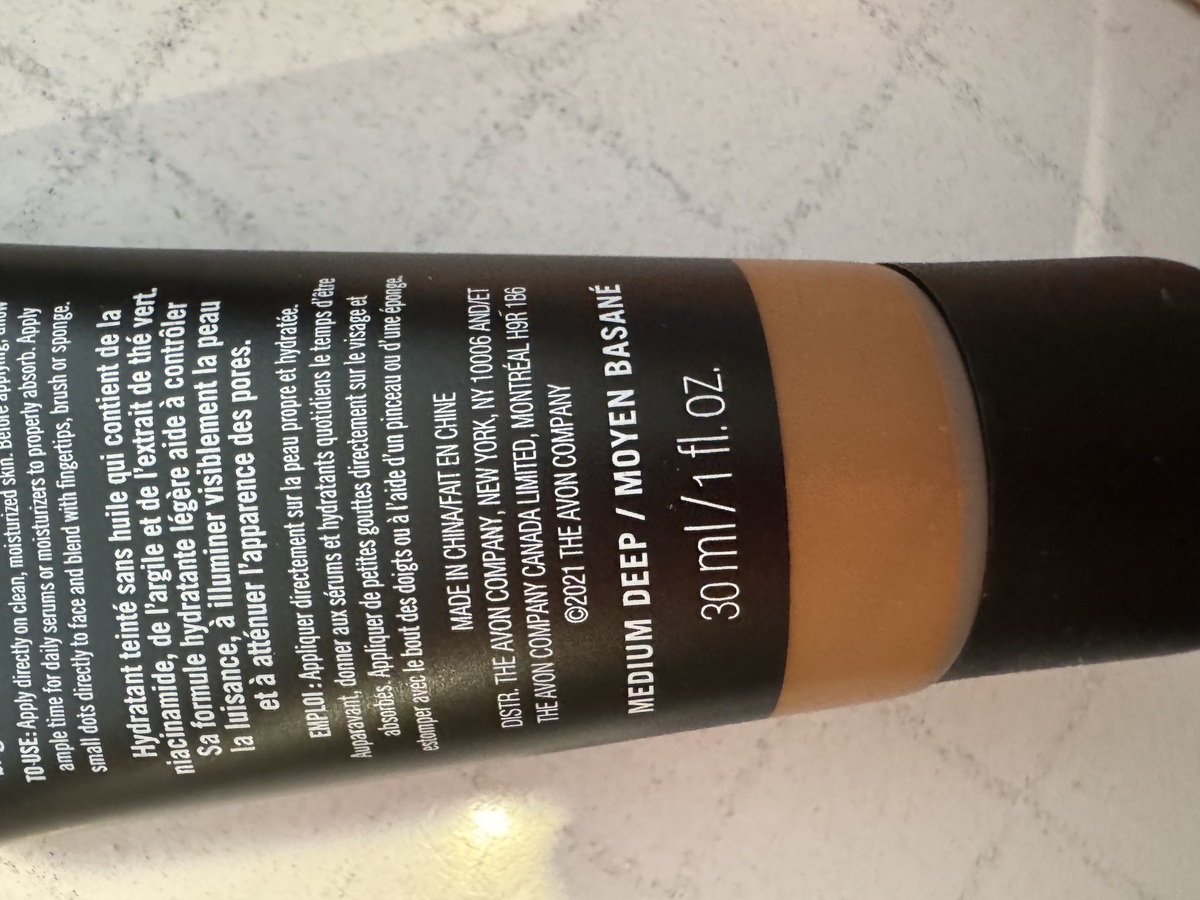 TO USE: Apply directly on clean, moisturized skin. Before applying, allow
ample time for daily serums or moisturizers to properly absorb. Apply
small dots directly to face and blend with fingertips, brush or sponge.
Hydratant teinté sans huile qui contient de la
niacinamide, de l'argile et de l'extrait de thé vert.
Sa formule hydratante légère aide à contrôler
la luisance, à illuminer visiblement la peau
et à atténuer l'apparence des pores.
EMPLOI : Appliquer directement sur la peau propre et hydratée.
Auparavant, donner aux sérums et hydratants quotidiens le temps d'être
absorbés. Appliquer de petites gouttes directement sur le visage et
estomper avec le bout des doigts ou à l'aide d'un pinceau ou d'une éponge.
MADE IN CHINA/FAIT EN CHINE
DISTR. THE AVON COMPANY, NEW YORK, NY 10006 AND/ET
THE AVON COMPANY CANADA LIMITED, MONTRÉAL H9R 1B6
©2021 THE AVON COMPANY
MEDIUM DEEP / MOYEN BASANÉ
30 ml / 1 fl. oz.